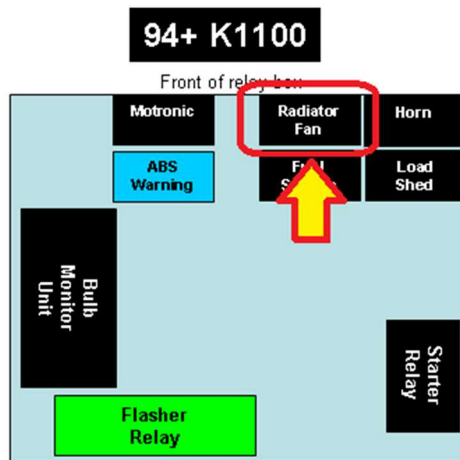 94+ K1100
Front of relay box
Motronic
Radiator
Fan
Horn
ABS
Warning
Load
Shed
Bulb
Monitor
Unit
Starter
Relay
Flasher
Relay